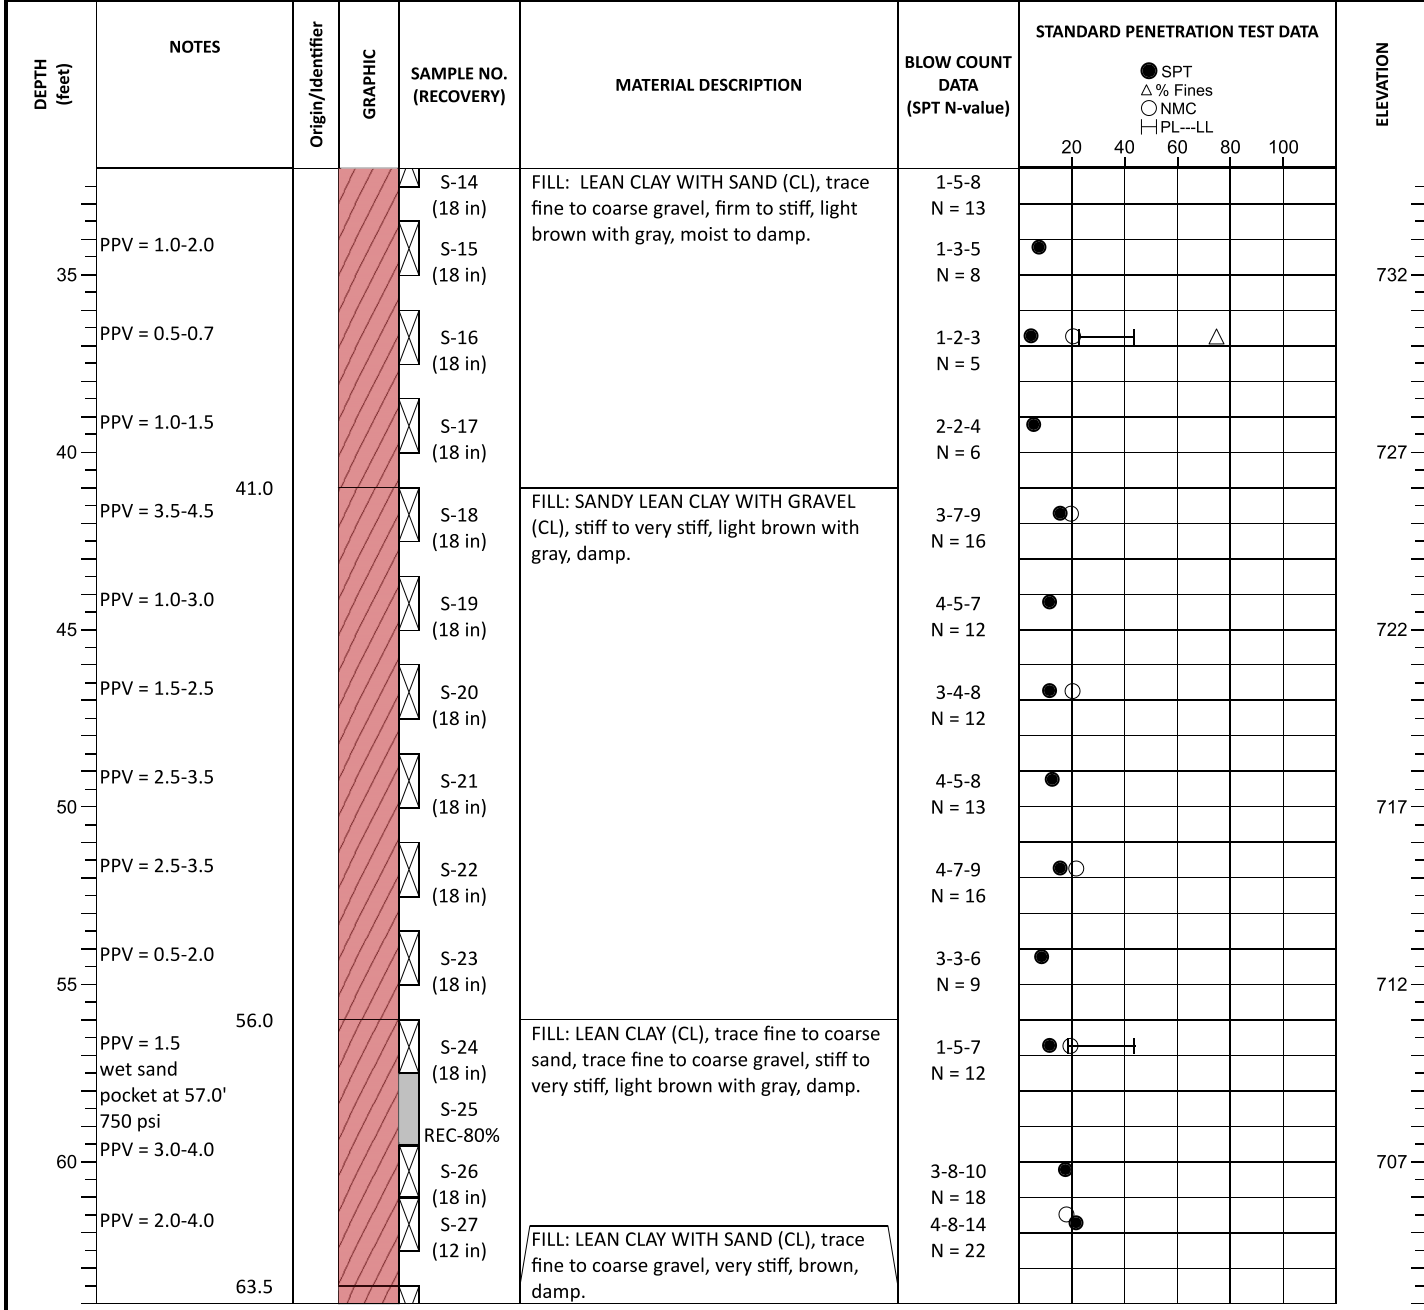 DEPTH
(feet)
NOTES
Origin/Identifier
GRAPHIC
SAMPLE NO.
(RECOVERY)
MATERIAL DESCRIPTION
BLOW COUNT
DATA
(SPT N-value)
STANDARD PENETRATION TEST DATA
SPT
% Fines
NMC
PL---LL
20 40 60 80 100
ELEVATION
S-14
(18 in)
FILL: LEAN CLAY WITH SAND (CL), trace
fine to coarse gravel, firm to stiff, light
brown with gray, moist to damp.
1-5-8
N = 13
PPV = 1.0-2.0
S-15
(18 in)
1-3-5
N = 8
35
732
PPV = 0.5-0.7
S-16
(18 in)
1-2-3
N = 5
PPV = 1.0-1.5
S-17
(18 in)
2-2-4
N = 6
40
727
41.0
FILL: SANDY LEAN CLAY WITH GRAVEL
(CL), stiff to very stiff, light brown with
gray, damp.
PPV = 3.5-4.5
S-18
(18 in)
3-7-9
N = 16
PPV = 1.0-3.0
S-19
(18 in)
4-5-7
N = 12
45
722
PPV = 1.5-2.5
S-20
(18 in)
3-4-8
N = 12
PPV = 2.5-3.5
S-21
(18 in)
4-5-8
N = 13
50
717
PPV = 2.5-3.5
S-22
(18 in)
4-7-9
N = 16
PPV = 0.5-2.0
S-23
(18 in)
3-3-6
N = 9
55
712
56.0
FILL: LEAN CLAY (CL), trace fine to coarse
sand, trace fine to coarse gravel, stiff to
very stiff, light brown with gray, damp.
PPV = 1.5
wet sand
pocket at 57.0'
750 psi
S-24
(18 in)
1-5-7
N = 12
S-25
REC-80%
PPV = 3.0-4.0
60
707
S-26
(18 in)
3-8-10
N = 18
PPV = 2.0-4.0
S-27
(12 in)
4-8-14
N = 22
FILL: LEAN CLAY WITH SAND (CL), trace
fine to coarse gravel, very stiff, brown,
damp.
63.5